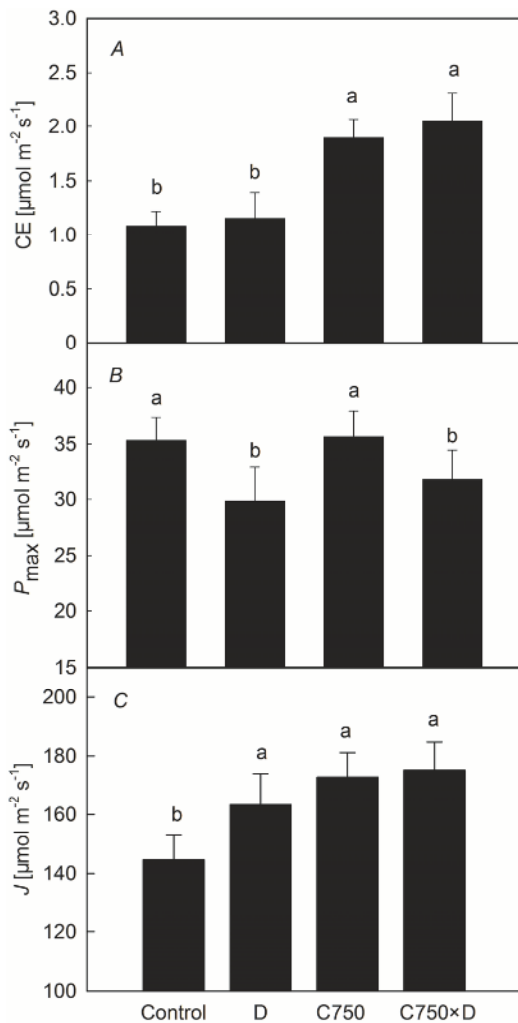 3.0
A
a
a
2.5
2.0
b
b
1.5
1.0
0.5
0
CE [µmol m⁻² s⁻¹]
B
40
a
a
b
b
35
30
25
20
15
Pmax [µmol m⁻² s⁻¹]
200
C
a
a
a
180
b
160
140
120
100
J [µmol m⁻² s⁻¹]
Control D C750 C750×D